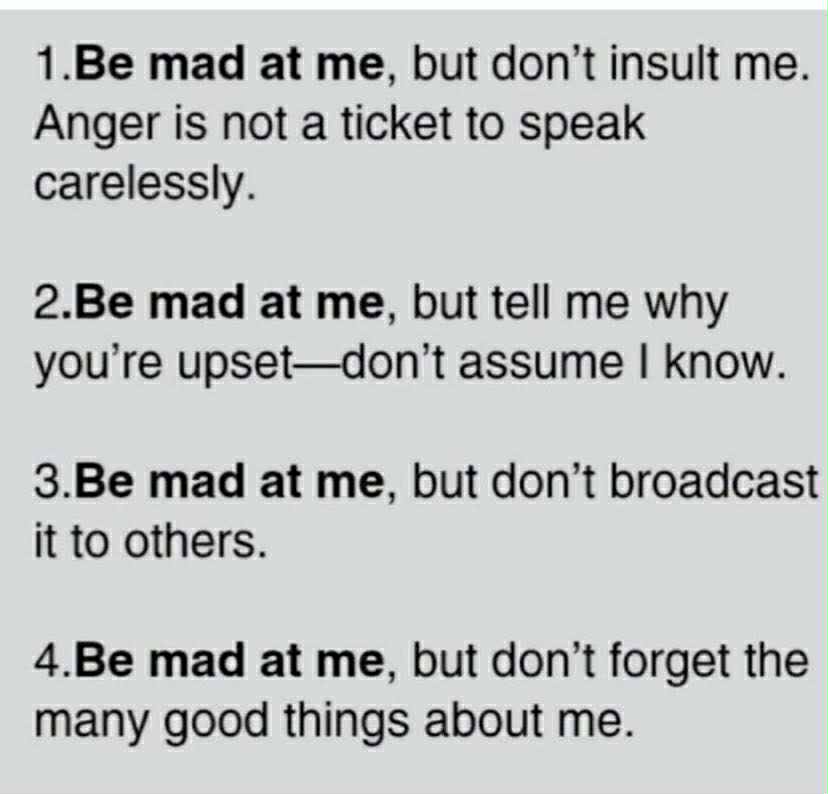 1.Be mad at me, but don’t insult me.
Anger is not a ticket to speak
carelessly.
2.Be mad at me, but tell me why
you’re upset—don’t assume I know.
3.Be mad at me, but don’t broadcast
it to others.
4.Be mad at me, but don’t forget the
many good things about me.